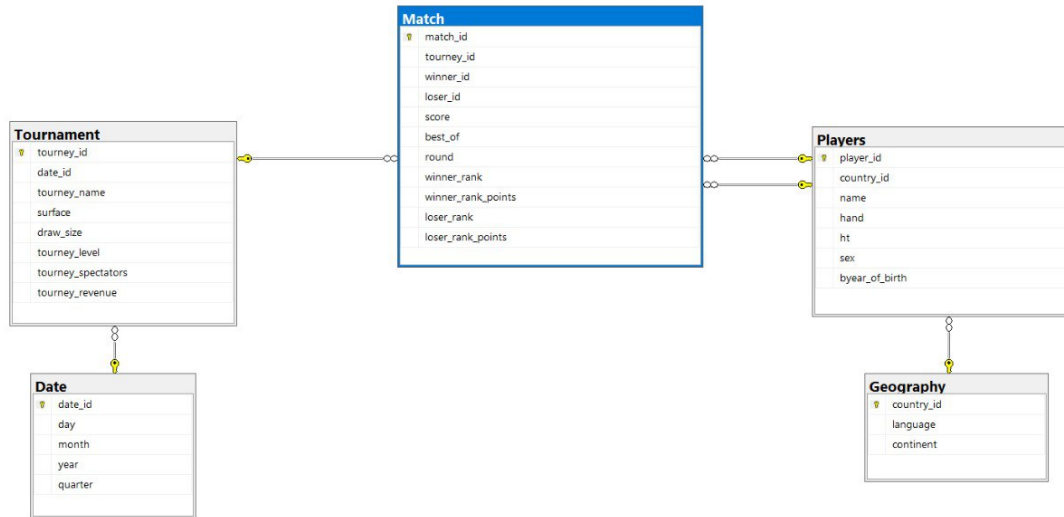 Match
match_id
tourney_id
winner_id
loser_id
score
best_of
round
winner_rank
winner_rank_points
loser_rank
loser_rank_points
Tournament
tourney_id
date_id
tourney_name
surface
draw_size
tourney_level
tourney_spectators
tourney_revenue
Players
player_id
country_id
name
hand
ht
sex
byear_of_birth
Date
date_id
day
month
year
quarter
Geography
country_id
language
continent